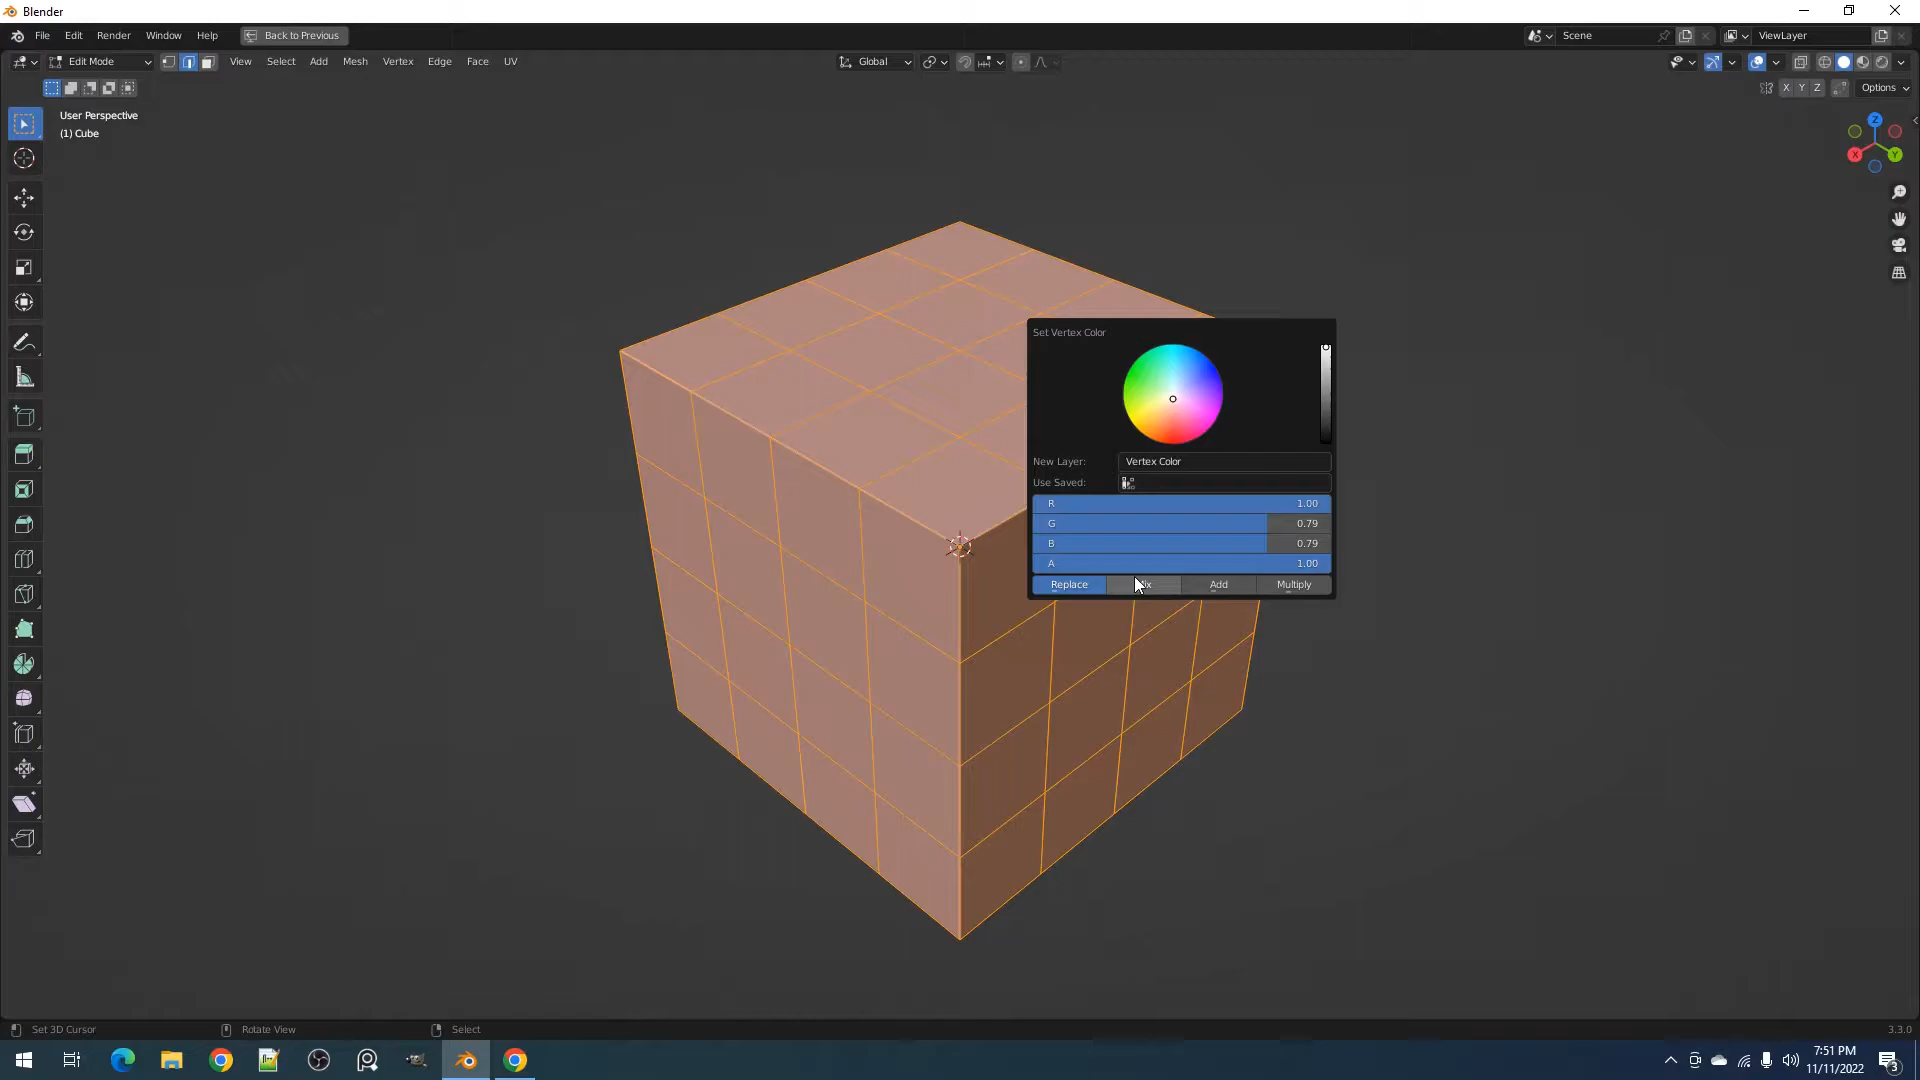 Blender
File Edit Render Window Help Back to Previous Scene ViewLayer
Edit Mode View Select Add Mesh Vertex Edge Face UV Global
X Y Z Options
User Perspective
(1) Cube
Z
X Y
Set Vertex Color
New Layer: Vertex Color
Use Saved:
R 1.00
G 0.79
B 0.79
A 1.00
Replace Add Multiply
Set 3D Cursor Rotate View Select 3.3.0
7:51 PM
11/11/2022
3